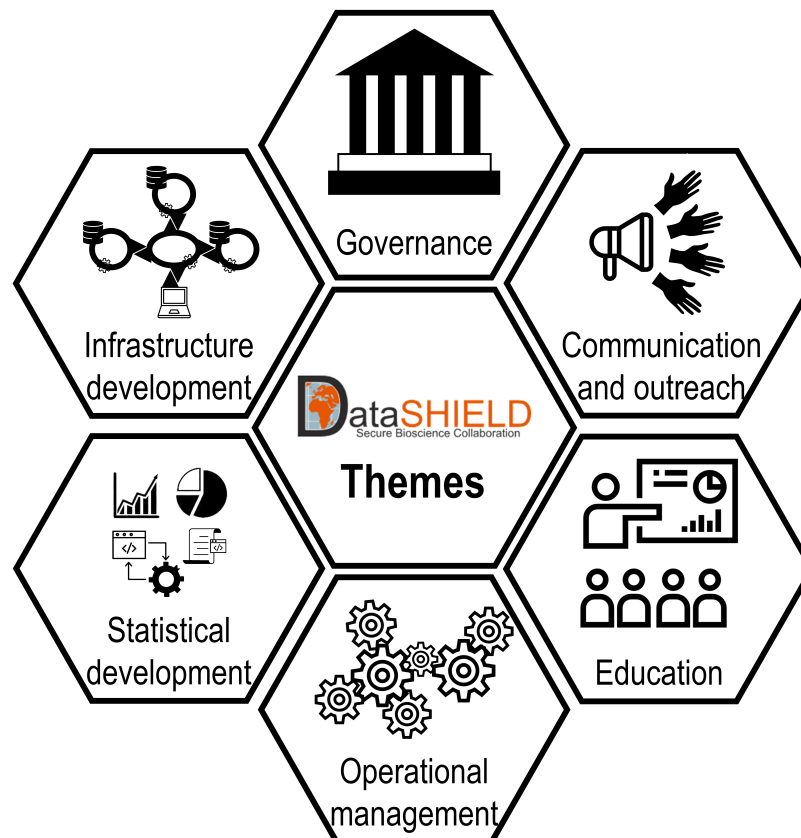 Governance
Infrastructure
development
Communication
and outreach
DataSHIELD
Secure Bioscience Collaboration
Themes
</>
</>
</>
Statistical
development
Education
Operational
management